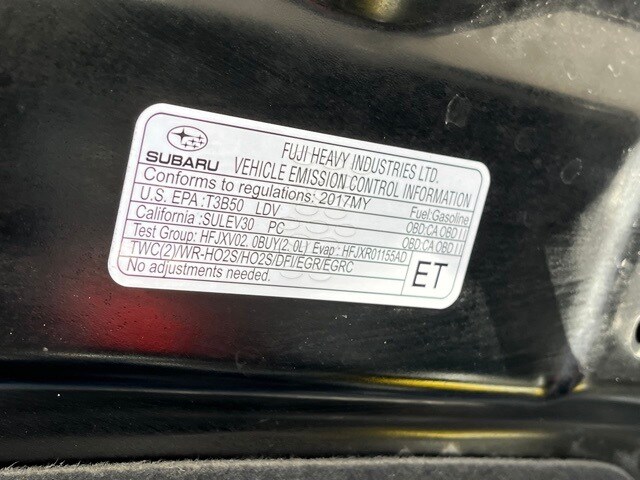 SUBARU
FUJI HEAVY INDUSTRIES LTD.
VEHICLE EMISSION CONTROL INFORMATION
Conforms to regulations: 2017MY Fuel:Gasoline
U.S. EPA :T3B50 LDV OBD:CA OBD II
California :SULEV30 PC OBD:CA OBD II
Test Group: HFJXV02. 0BUY(2. 0L) Evap: HFJXR01155AD
TWC(2)/WR-HO2S/HO2S/DFI/EGR/EGRC
No adjustments needed.
ET